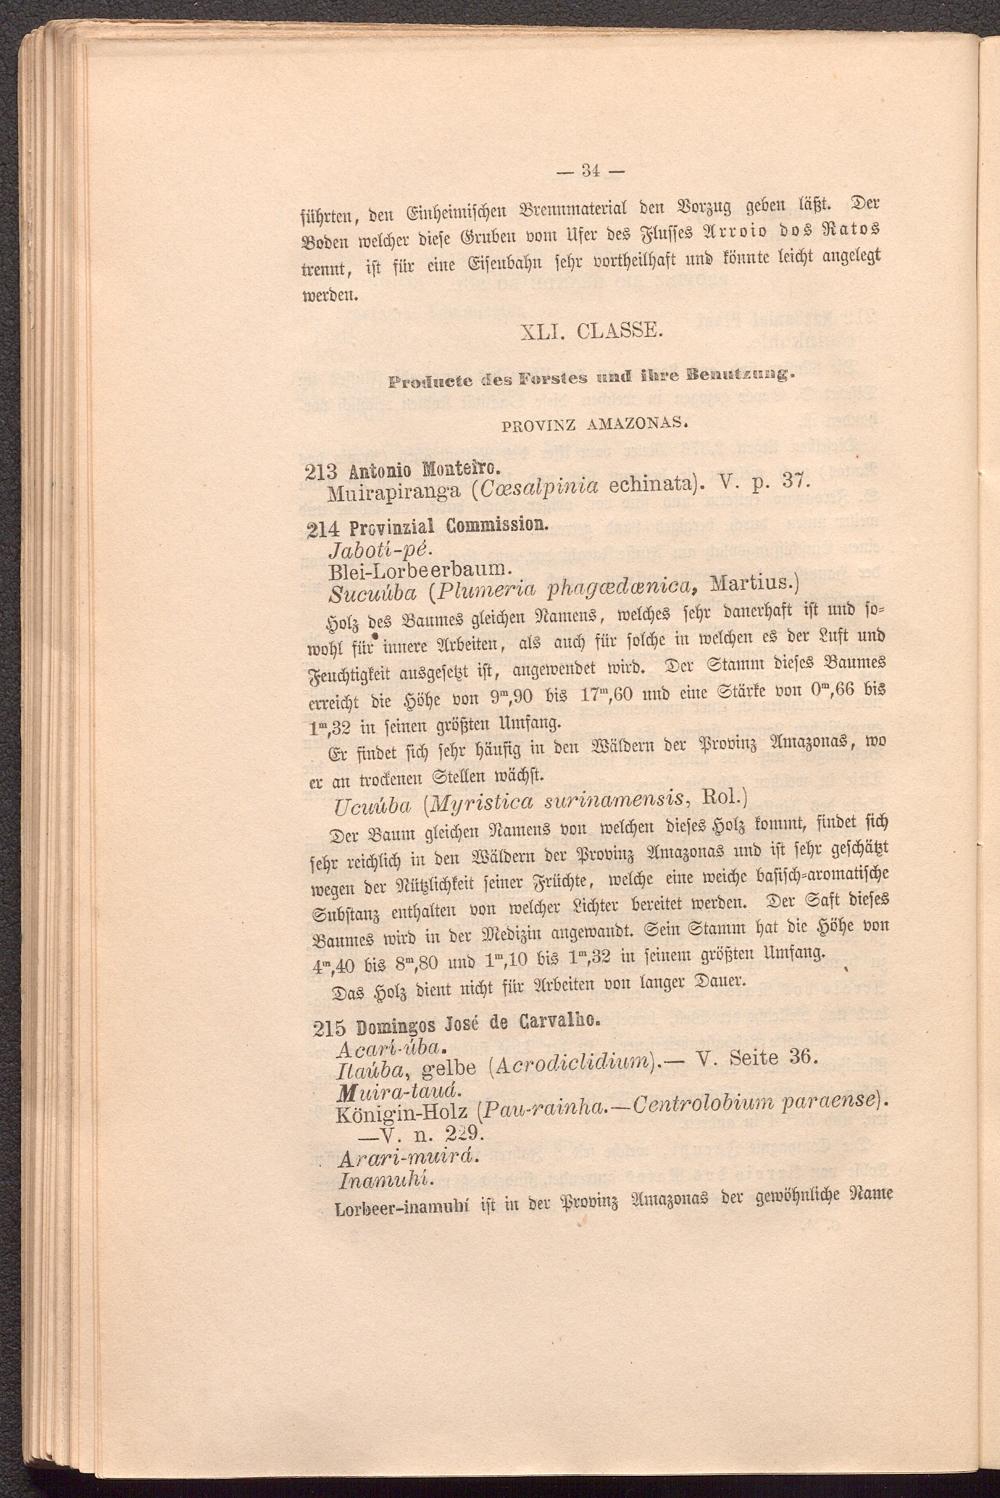 — 34 —
führten, den Einheimischen Brennmaterial den Vorzug geben läßt. Der
Boden welcher diese Gruben vom Ufer des Flusses Arroio dos Ratos
trennt, ist für eine Eisenbahn sehr vortheilhaft und könnte leicht angelegt
werden.
XLI. CLASSE.
Producte des Forstes und ihre Benutzung.
PROVINZ AMAZONAS.
213 Antonio Monteiro.
Muirapiranga (Cœsalpinia echinata). V. p. 37.
214 Provinzial Commission.
Jabotí-pé.
Blei-Lorbeerbaum.
Sucuúba (Plumeria phagœdœnica, Martius.)
Holz des Baumes gleichen Namens, welches sehr dauerhaft ist und so-
wohl für innere Arbeiten, als auch für solche in welchen es der Luft und
Feuchtigkeit ausgesetzt ist, angewendet wird. Der Stamm dieses Baumes
erreicht die Höhe von 9m,90 bis 17m,60 und eine Stärke von 0m,66 bis
1m,32 in seinen größten Umfang.
Er findet sich sehr häufig in den Wäldern der Provinz Amazonas, wo
er an trockenen Stellen wächst.
Ucuúba (Myristica surinamensis, Rol.)
Der Baum gleichen Namens von welchen dieses Holz kommt, findet sich
sehr reichlich in den Wäldern der Provinz Amazonas und ist sehr geschätzt
wegen der Nützlichkeit seiner Früchte, welche eine weiche basisch-aromatische
Substanz enthalten von welcher Lichter bereitet werden. Der Saft dieses
Baumes wird in der Medizin angewandt. Sein Stamm hat die Höhe von
4m,40 bis 8m,80 und 1m,10 bis 1m,32 in seinem größten Umfang.
Das Holz dient nicht für Arbeiten von langer Dauer.
215 Domingos José de Carvalho.
Acarí-úba.
Itaúba, gelbe (Acrodiclidium).— V. Seite 36.
Muira-tauá.
Königin-Holz (Pau-rainha.—Centrolobium paraense).
—V. n. 229.
Arari-muirá.
Inamuhí.
Lorbeer-inamuhí ist in der Provinz Amazonas der gewöhnliche Name